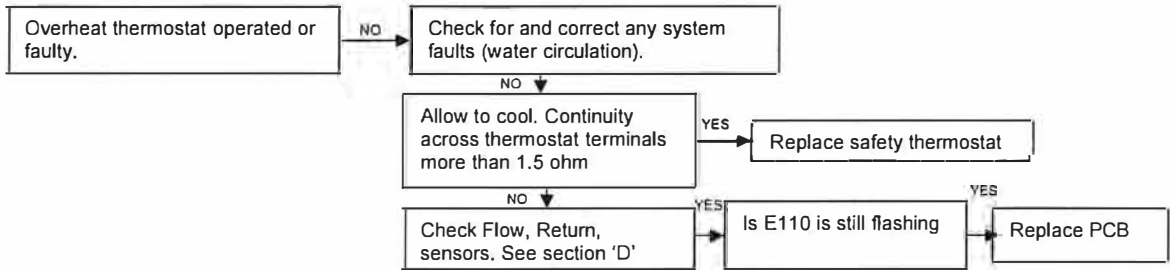 Overheat thermostat operated or
faulty.
NO
Check for and correct any system
faults (water circulation).
NO
Allow to cool. Continuity
across thermostat terminals
more than 1.5 ohm
YES
Replace safety thermostat
NO
Check Flow, Return,
sensors. See section 'D'
YES
Is E110 is still flashing
YES
Replace PCB